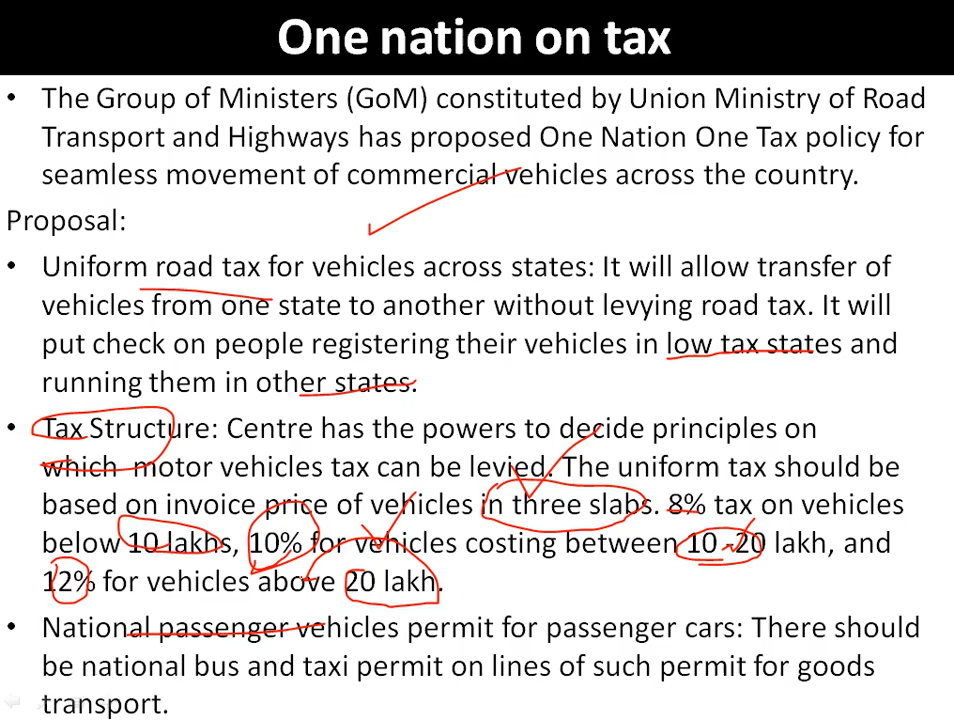 One nation on tax
• The Group of Ministers (GoM) constituted by Union Ministry of Road
Transport and Highways has proposed One Nation One Tax policy for
seamless movement of commercial vehicles across the country.
Proposal:
• Uniform road tax for vehicles across states: It will allow transfer of
vehicles from one state to another without levying road tax. It will
put check on people registering their vehicles in low tax states and
running them in other states.
• Tax Structure: Centre has the powers to decide principles on
which motor vehicles tax can be levied. The uniform tax should be
based on invoice price of vehicles in three slabs. 8% tax on vehicles
below 10 lakhs, 10% for vehicles costing between 10 -20 lakh, and
12% for vehicles above 20 lakh.
• National passenger vehicles permit for passenger cars: There should
be national bus and taxi permit on lines of such permit for goods
transport.